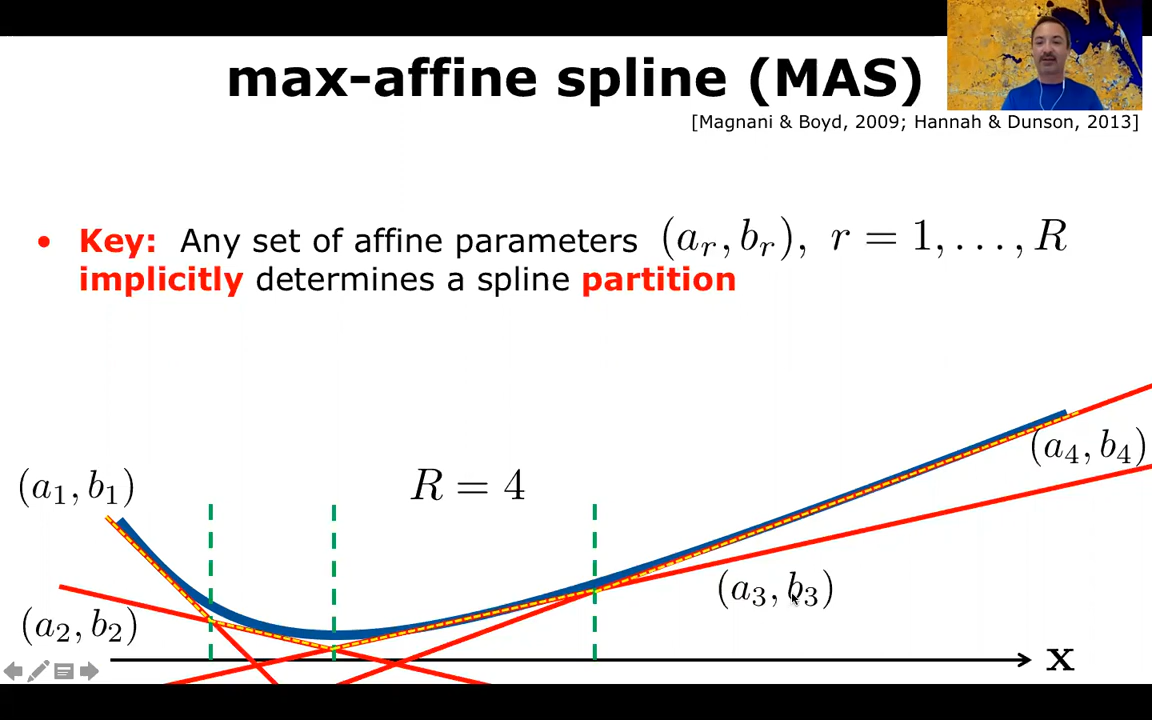 max-affine spline (MAS)
[Magnani & Boyd, 2009; Hannah & Dunson, 2013]
• Key: Any set of affine parameters (a_r, b_r), r = 1, . . . , R
implicitly determines a spline partition
(a_1, b_1)
R = 4
(a_4, b_4)
(a_3, b_3)
(a_2, b_2)
x